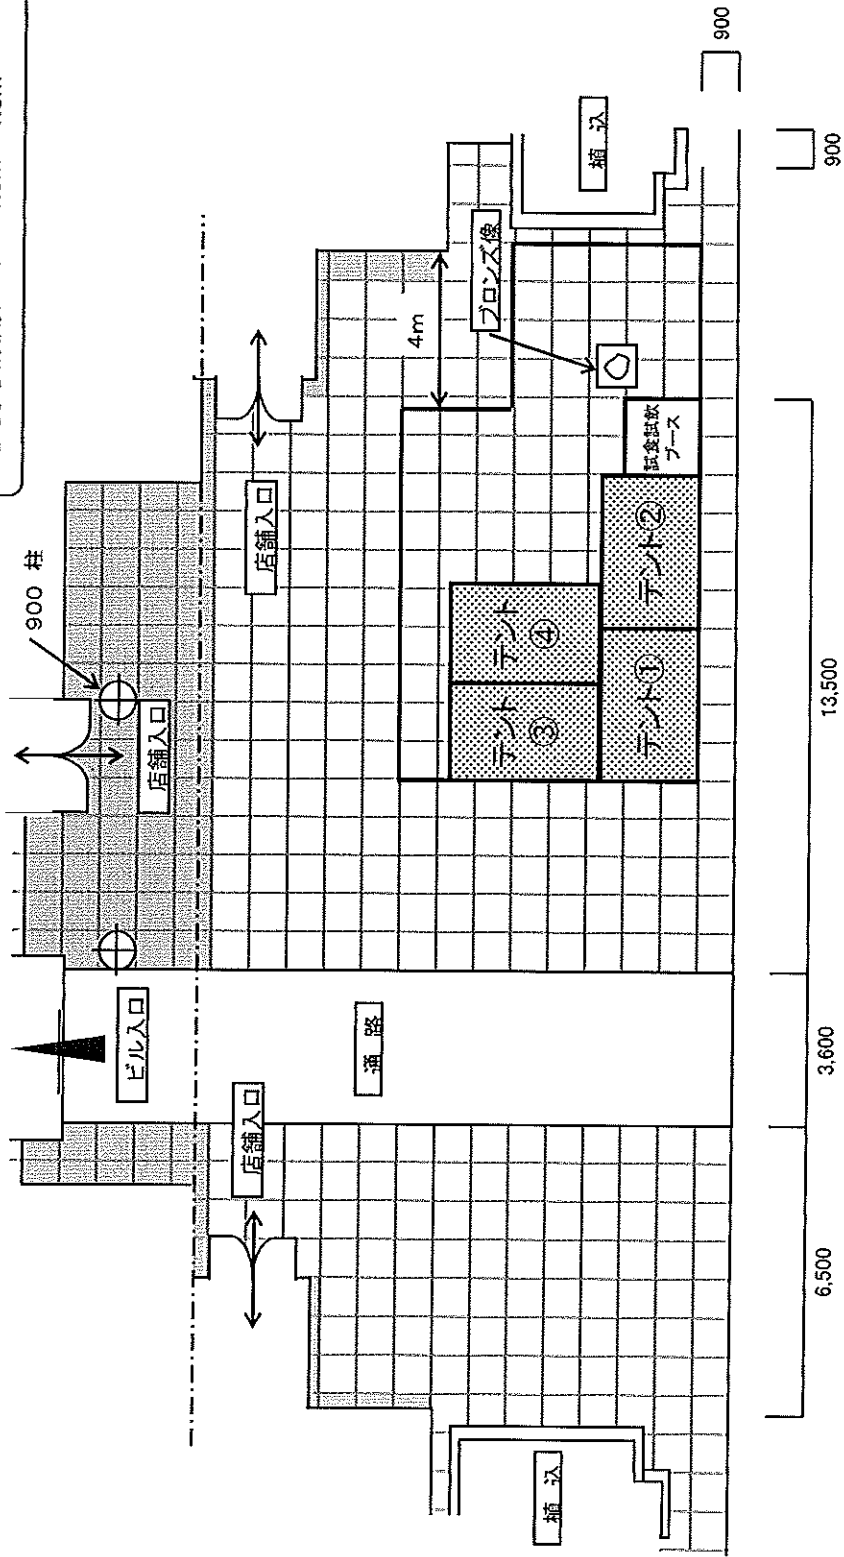 900 柱
店舗入口
ビル入口
店舗入口
店舗入口
通 路
4m
ブロンズ像
植 込
植 込
テント
③
テント
④
テント①
テント②
試食試飲
ブース
6,500
3,600
13,500
900
900